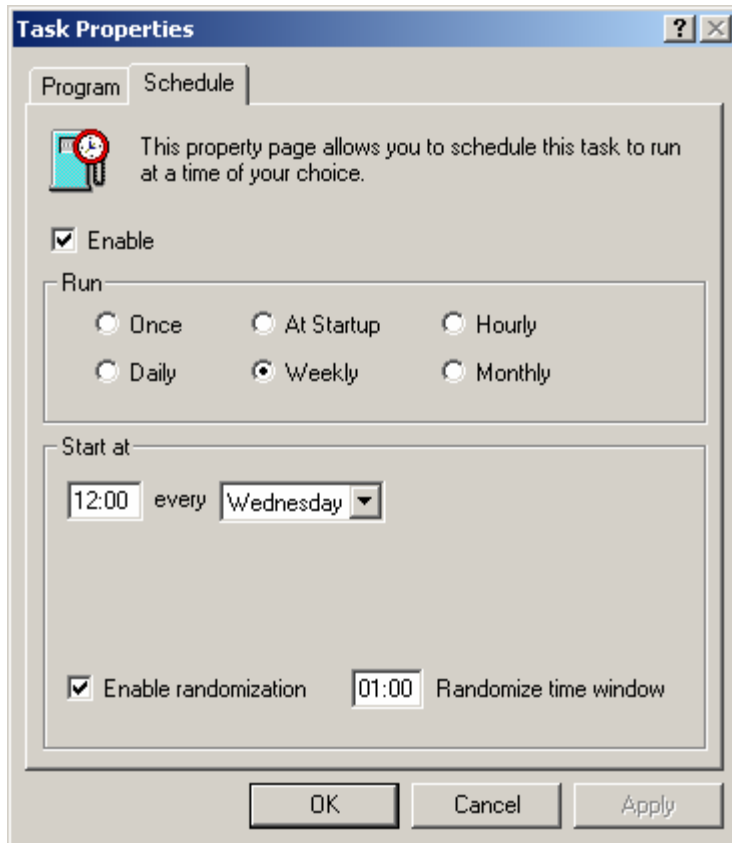 Task Properties
?
Program Schedule
This property page allows you to schedule this task to run
at a time of your choice.
Enable
Run
Once At Startup Hourly
Daily Weekly Monthly
Start at
12:00 every Wednesday
Enable randomization 01:00 Randomize time window
OK Cancel Apply